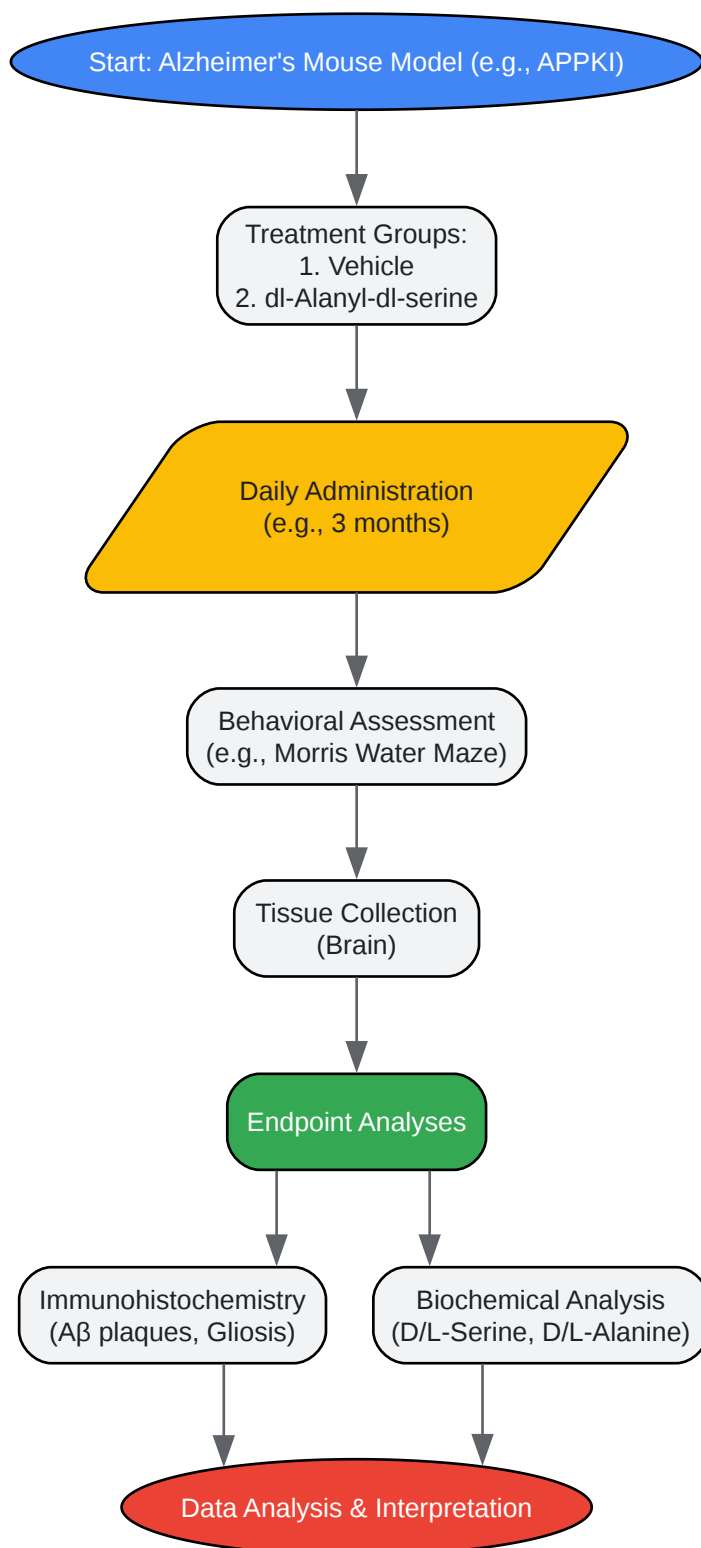 Start: Alzheimer's Mouse Model (e.g., APPKI)
Treatment Groups:
1. Vehicle
2. dl-Alanyl-dl-serine
Daily Administration
(e.g., 3 months)
Behavioral Assessment
(e.g., Morris Water Maze)
Tissue Collection
(Brain)
Endpoint Analyses
Immunohistochemistry
(Aβ plaques, Gliosis)
Biochemical Analysis
(D/L-Serine, D/L-Alanine)
Data Analysis & Interpretation